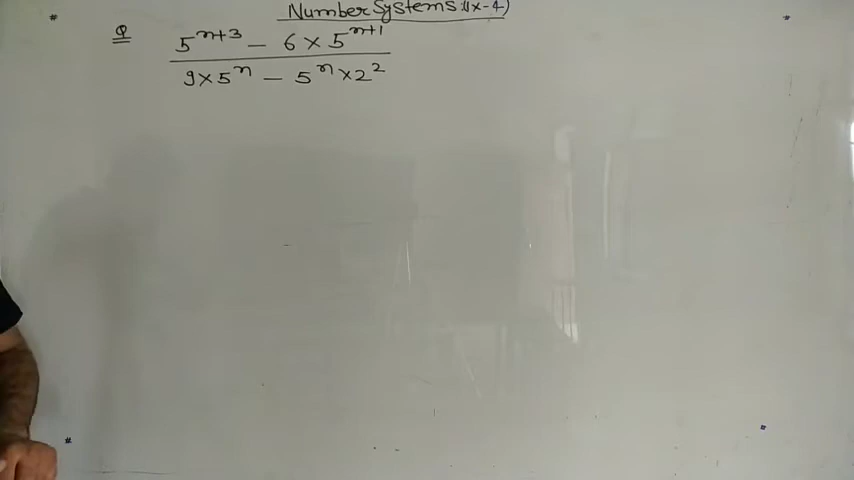 Number Systems (IX-4)
Q 5^{n+3} - 6 × 5^{n+1}
9 × 5^n - 5^n × 2^2